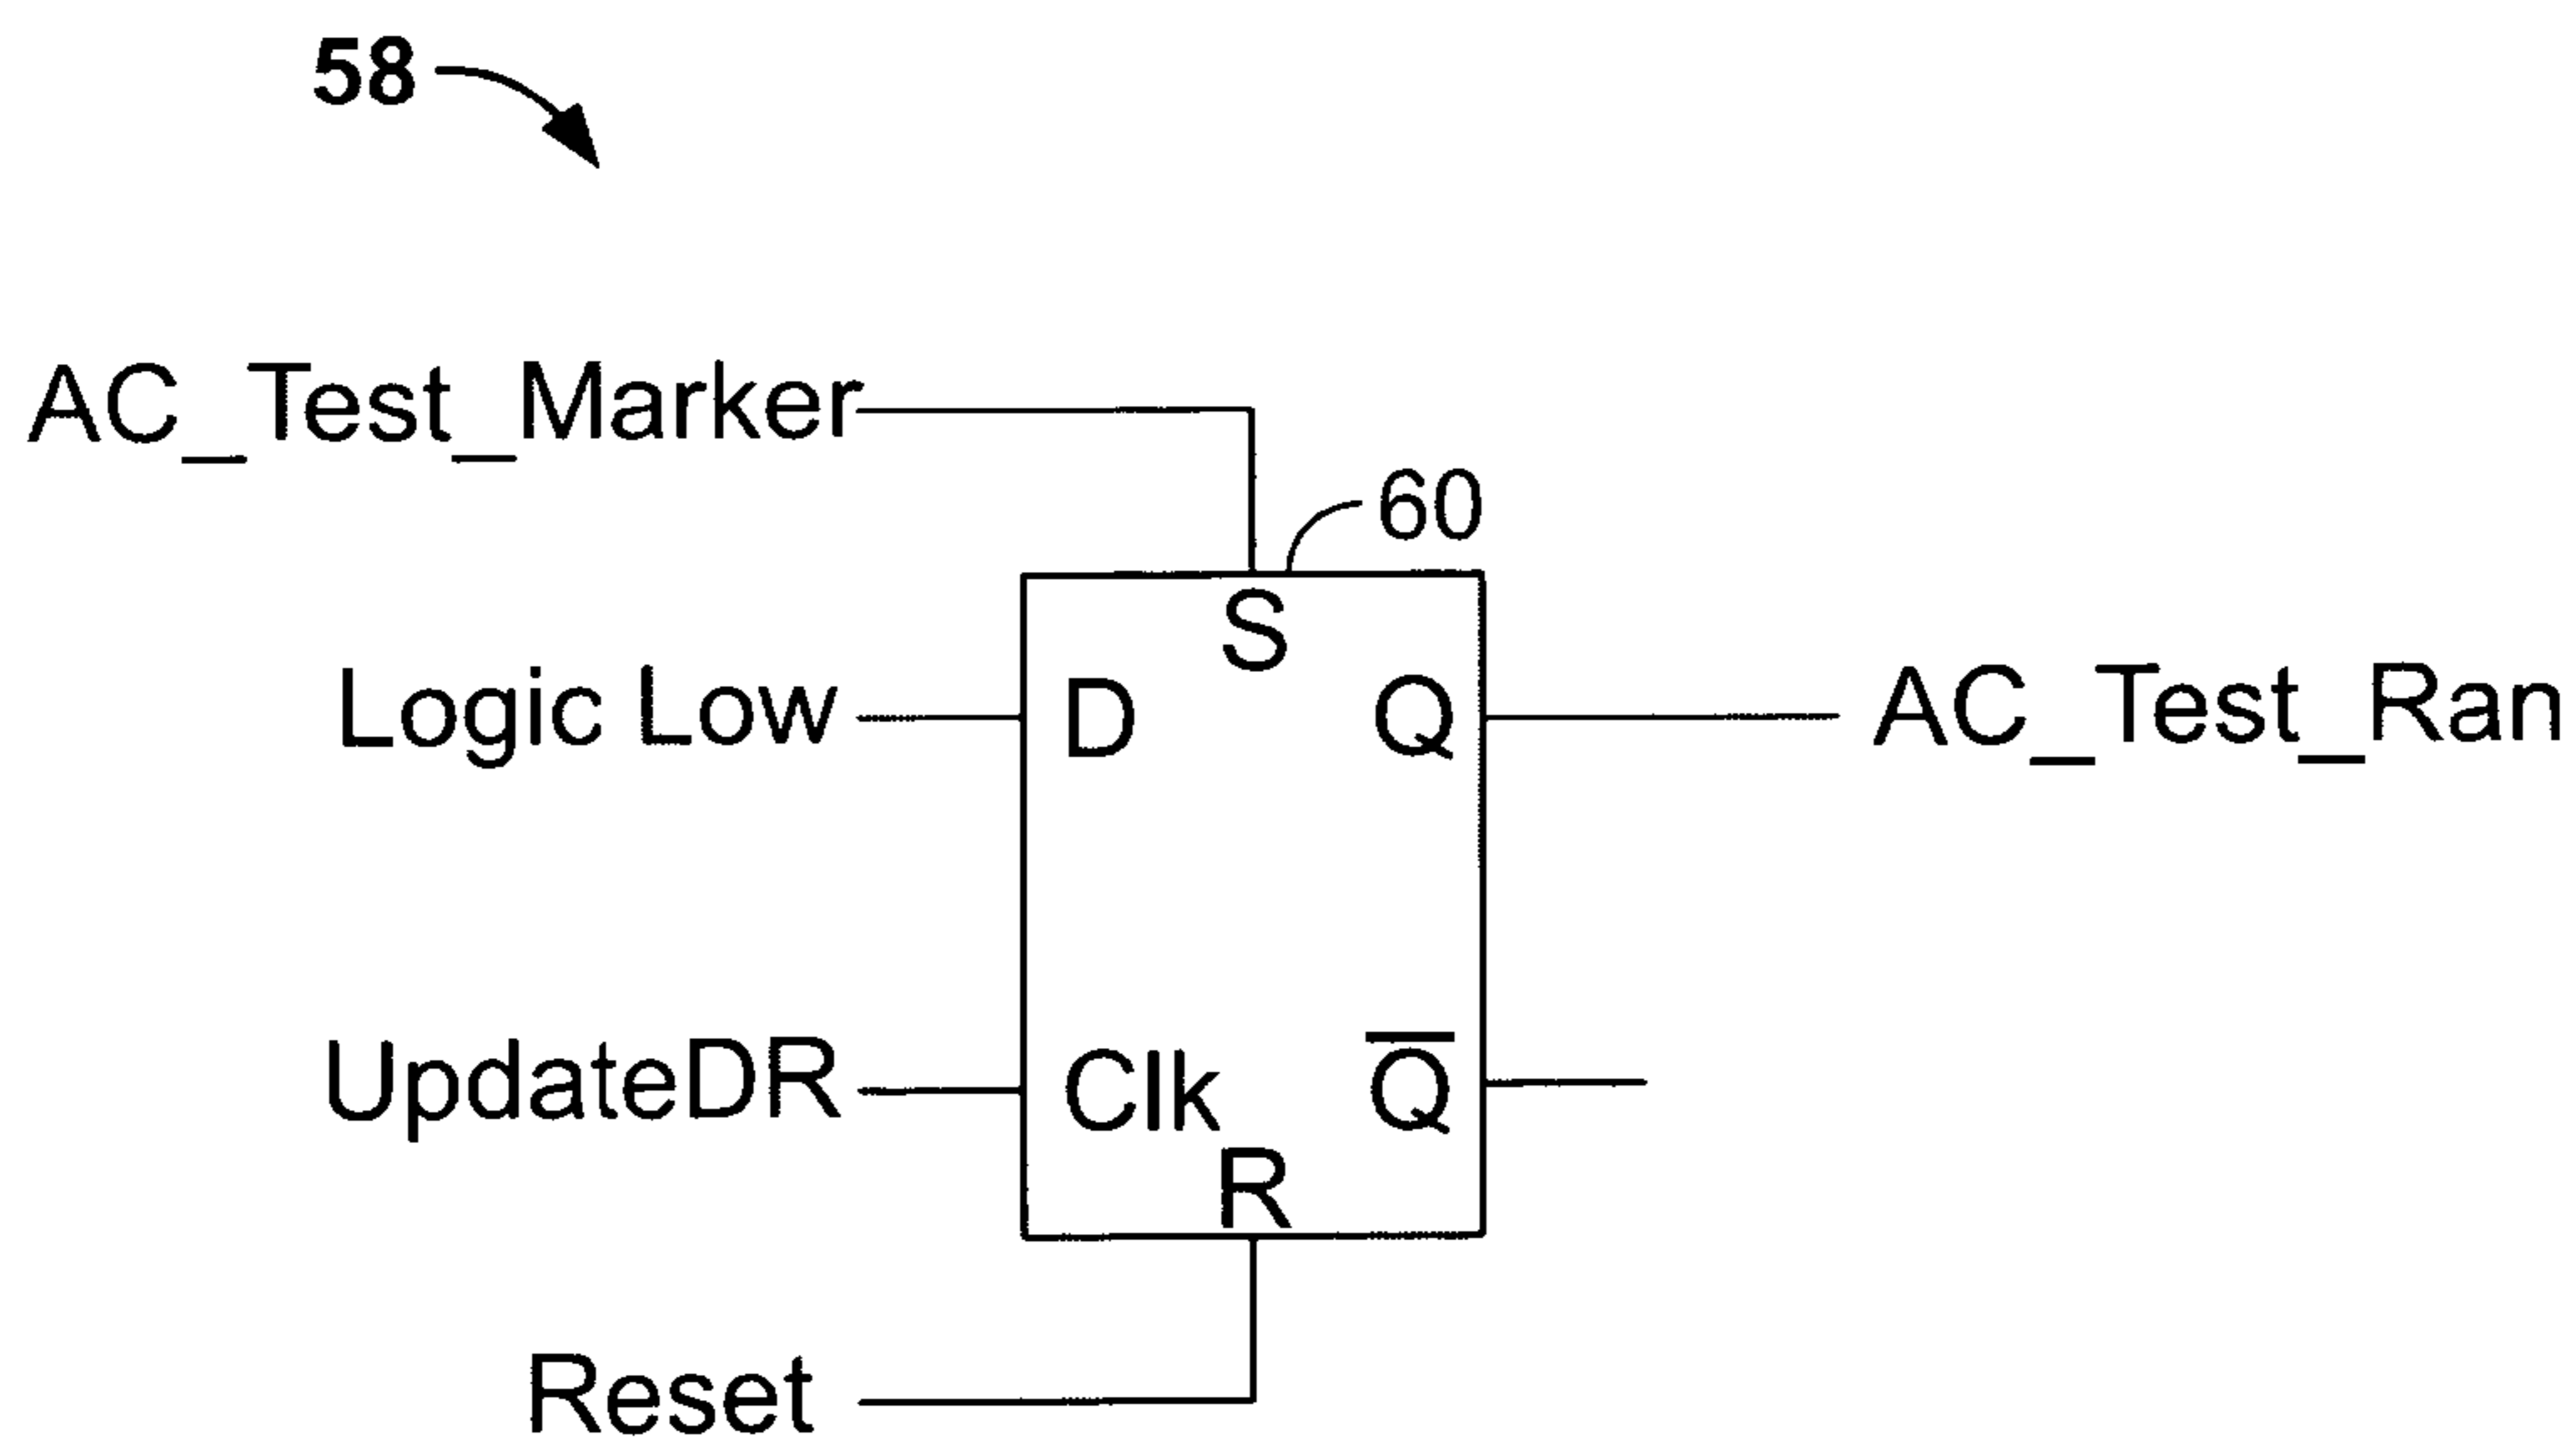 58
AC_Test_Marker
60
S
Logic Low
D
Q
AC_Test_Ran
UpdateDR
Clk
Q̅
R
Reset